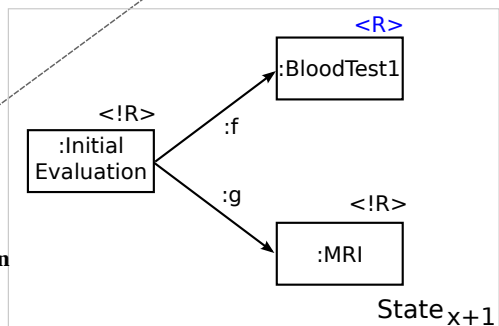 <R>
:BloodTest1
<!R>
:Initial
Evaluation
:f
:g
<!R>
:MRI
State x+1